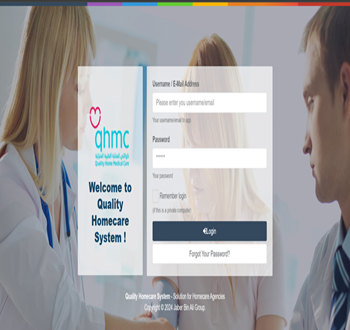 qhmc
Quality Home Medical Care
Welcome to
Quality
Homecare
System !
Username / E-Mail Address
Please enter you username/email
Your username/email to app
Password
Your password
Remember login
(if this is a private computer)
Login
Forgot Your Password?
Quality Homecare System - Solution for Homecare Agencies
Copyright © 2024 Jaber Bin Ali Group.